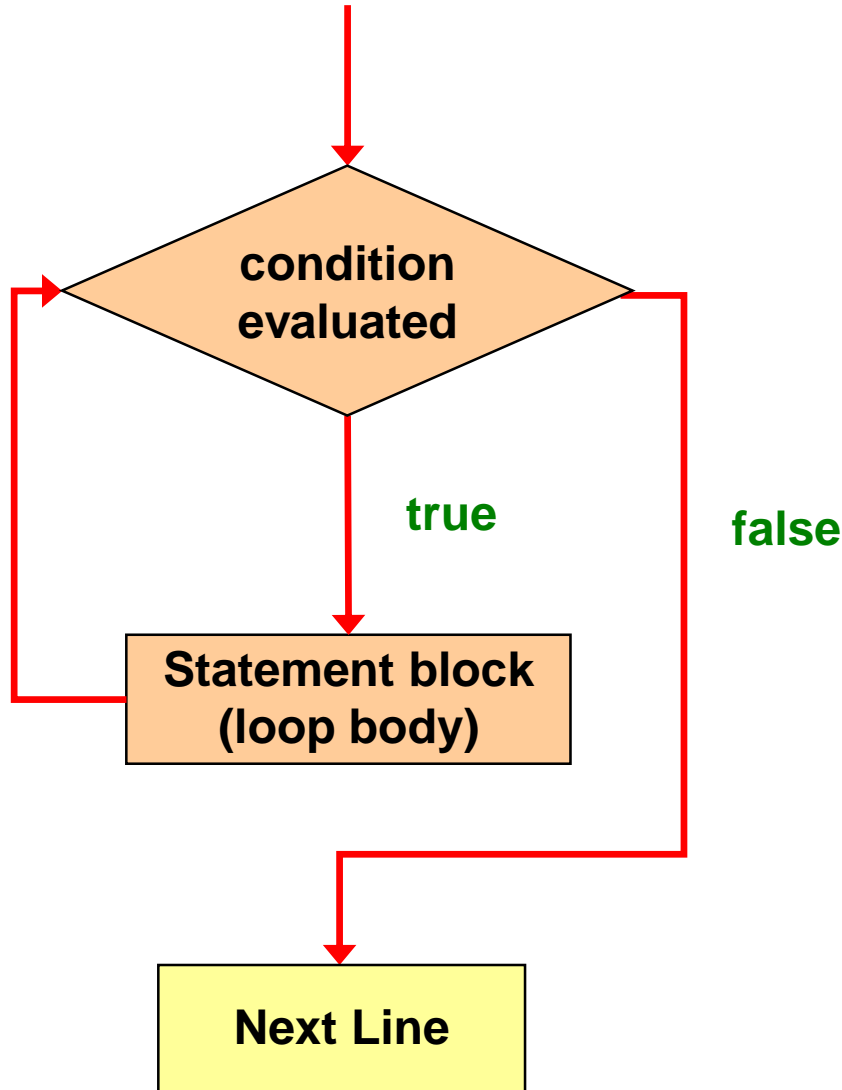 condition
evaluated
true
false
Statement block
(loop body)
Next Line